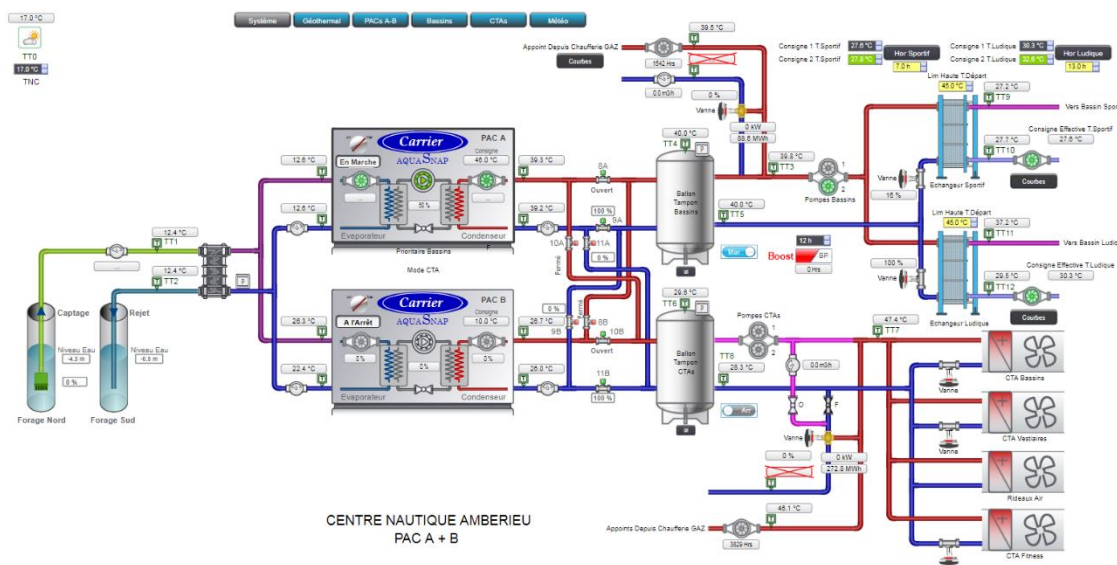 17.0 °C
TT0
17.0 °C
TNC
Système
Géothermal
PACs A-B
Bassins
CTAs
Météo
39.5 °C
T
Appoint Depuis Chaufferie GAZ
1542 Hrs
Courbes
T
0.0 m3/h
0 %
Vanne
0 kW
88.6 MWh
Consigne 1 T.Sportif
27.6 °C
Consigne 2 T.Sportif
27.8 °C
Hor Sportif
7.0 h
Consigne 1 T.Ludique
30.3 °C
Consigne 2 T.Ludique
32.6 °C
Hor Ludique
13.0 h
Lim Haute T.Départ
45.0 °C
27.2 °C
TT9
Vers Bassin Spor
27.7 °C
TT10
Consigne Effective T.Sportif
27.6 °C
Courbes
Vanne
16 %
Echangeur Sportif
Carrier
AQUASNAP
PAC A
En Marche
Consigne
46.0 °C
50 %
Evaporateur
Condenseur
Prioritaire Bassins
F
Mode CTA
12.6 °C
12.6 °C
39.3 °C
39.2 °C
8A
Ouvert
100 %
9A
10A
11A
Fermé
0 %
40.0 °C
TT4
P
Ballon
Tampon
Bassins
39.8 °C
TT3
1
2
Pompes Bassins
40.0 °C
TT5
Mar
12 h
Boost
BP
0 Hrs
Lim Haute T.Départ
45.0 °C
37.2 °C
TT11
Vers Bassin Ludic
100 %
Vanne
29.5 °C
TT12
Consigne Effective T.Ludique
30.3 °C
Courbes
Echangeur Ludique
12.4 °C
TT1
12.4 °C
TT2
P
Captage
Rejet
Niveau Eau
-4.3 m
Niveau Eau
0 %
Forage Nord
Forage Sud
Carrier
AQUASNAP
PAC B
A l'Arrêt
Consigne
10.0 °C
0 %
0 %
0 %
Evaporateur
Condenseur
26.3 °C
22.4 °C
26.7 °C
26.0 °C
0 %
9B
Fermé
8B
10B
Ouvert
11B
100 %
29.6 °C
TT6
P
Ballon
Tampon
CTAs
Pompes CTAs
1
2
TT8
28.3 °C
Arr
0.0 m3/h
O
F
47.4 °C
TT7
Vanne
0 %
0 kW
272.8 MWh
46.1 °C
Appoints Depuis Chaufferie GAZ
3829 Hrs
CTA Bassins
Vanne
CTA Vestiaires
Vanne
Rideaux Air
CTA Fitness
Vanne
CENTRE NAUTIQUE AMBERIEU
PAC A + B